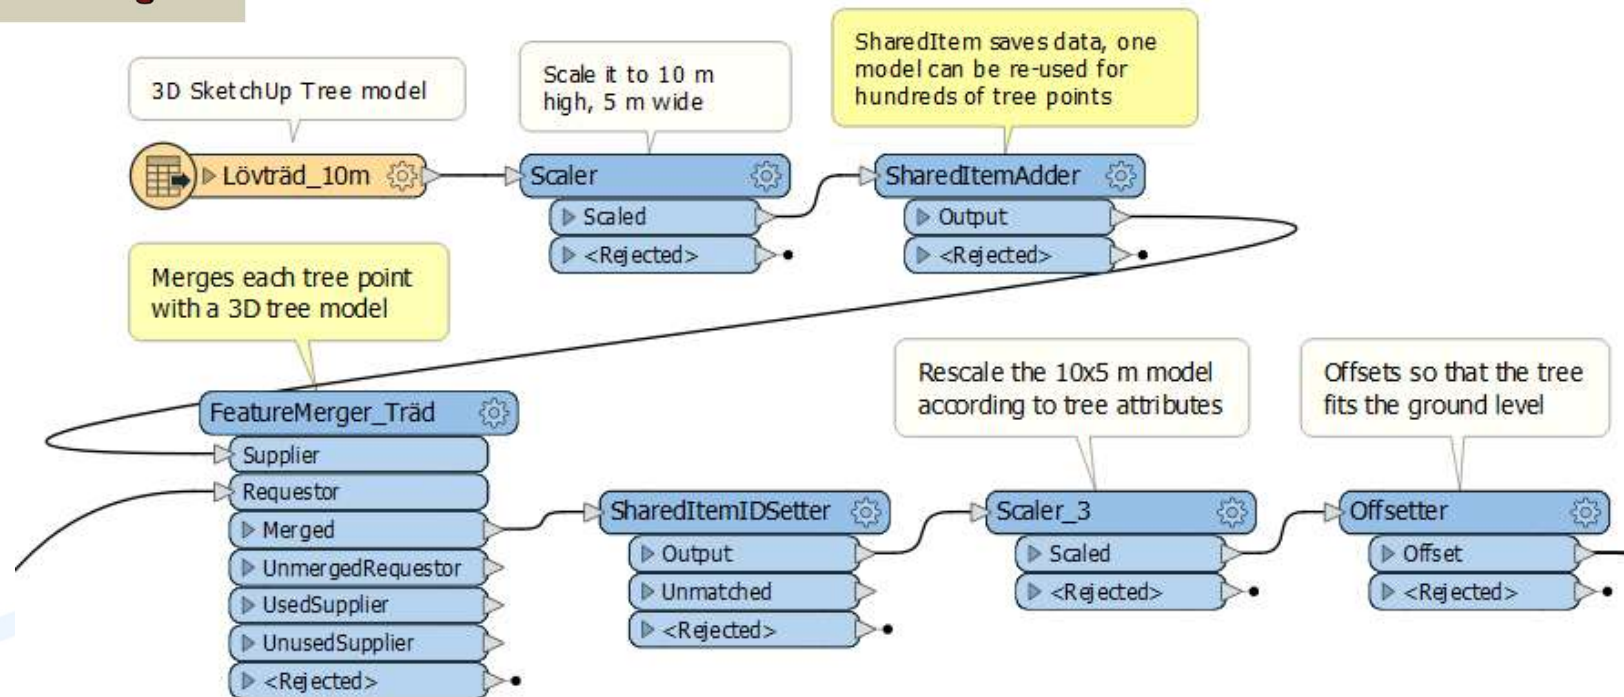 3D SketchUp Tree model
Scale it to 10 m
high, 5 m wide
SharedItem saves data, one
model can be re-used for
hundreds of tree points
Lövträd_10m
Scaler
Scaled
<Rejected>
SharedItemAdder
Output
<Rejected>
Merges each tree point
with a 3D tree model
FeatureMerger_Träd
Supplier
Requestor
Merged
UnmergedRequestor
UsedSupplier
UnusedSupplier
<Rejected>
SharedItemIDSetter
Output
Unmatched
<Rejected>
Rescale the 10x5 m model
according to tree attributes
Scaler_3
Scaled
<Rejected>
Offsets so that the tree
fits the ground level
Offsetter
Offset
<Rejected>